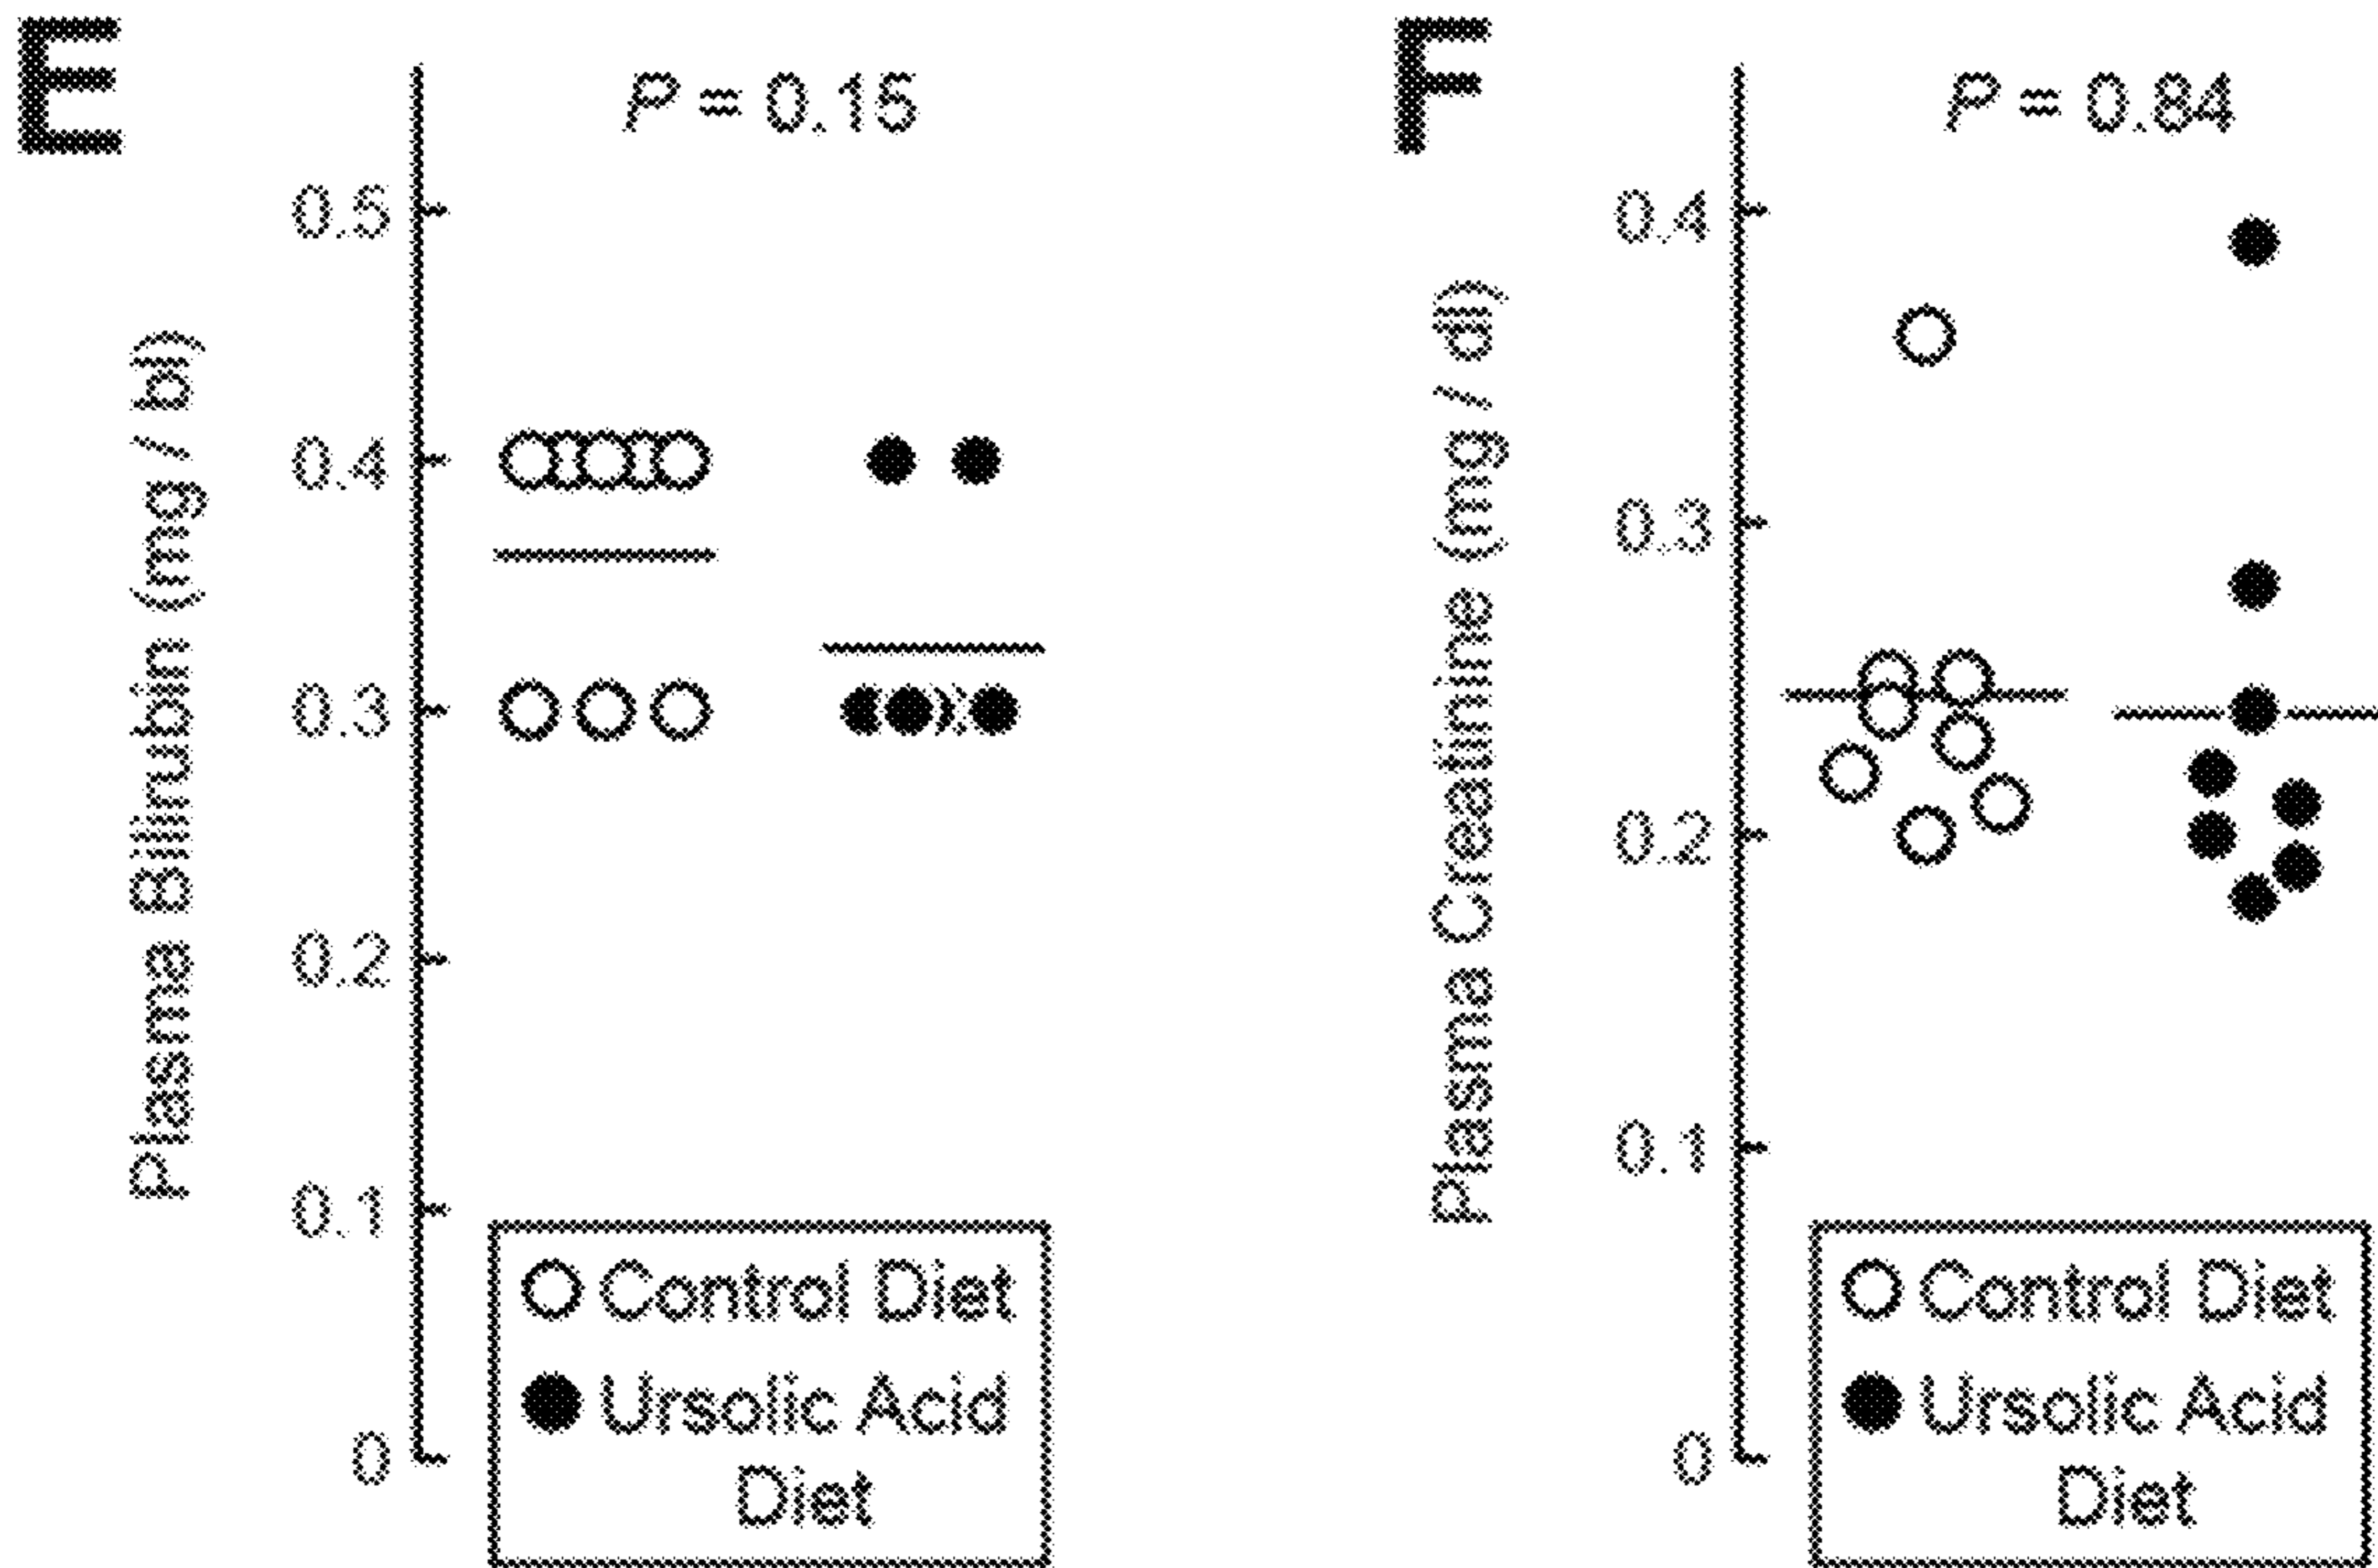 E
P = 0.15
Plasma Bilirubin (mg / bl)
0.5
0.4
0.3
0.2
0.1
0
Control Diet
Ursolic Acid
Diet
F
P = 0.84
Plasma Creatinine (mg / dl)
0.4
0.3
0.2
0.1
0
Control Diet
Ursolic Acid
Diet